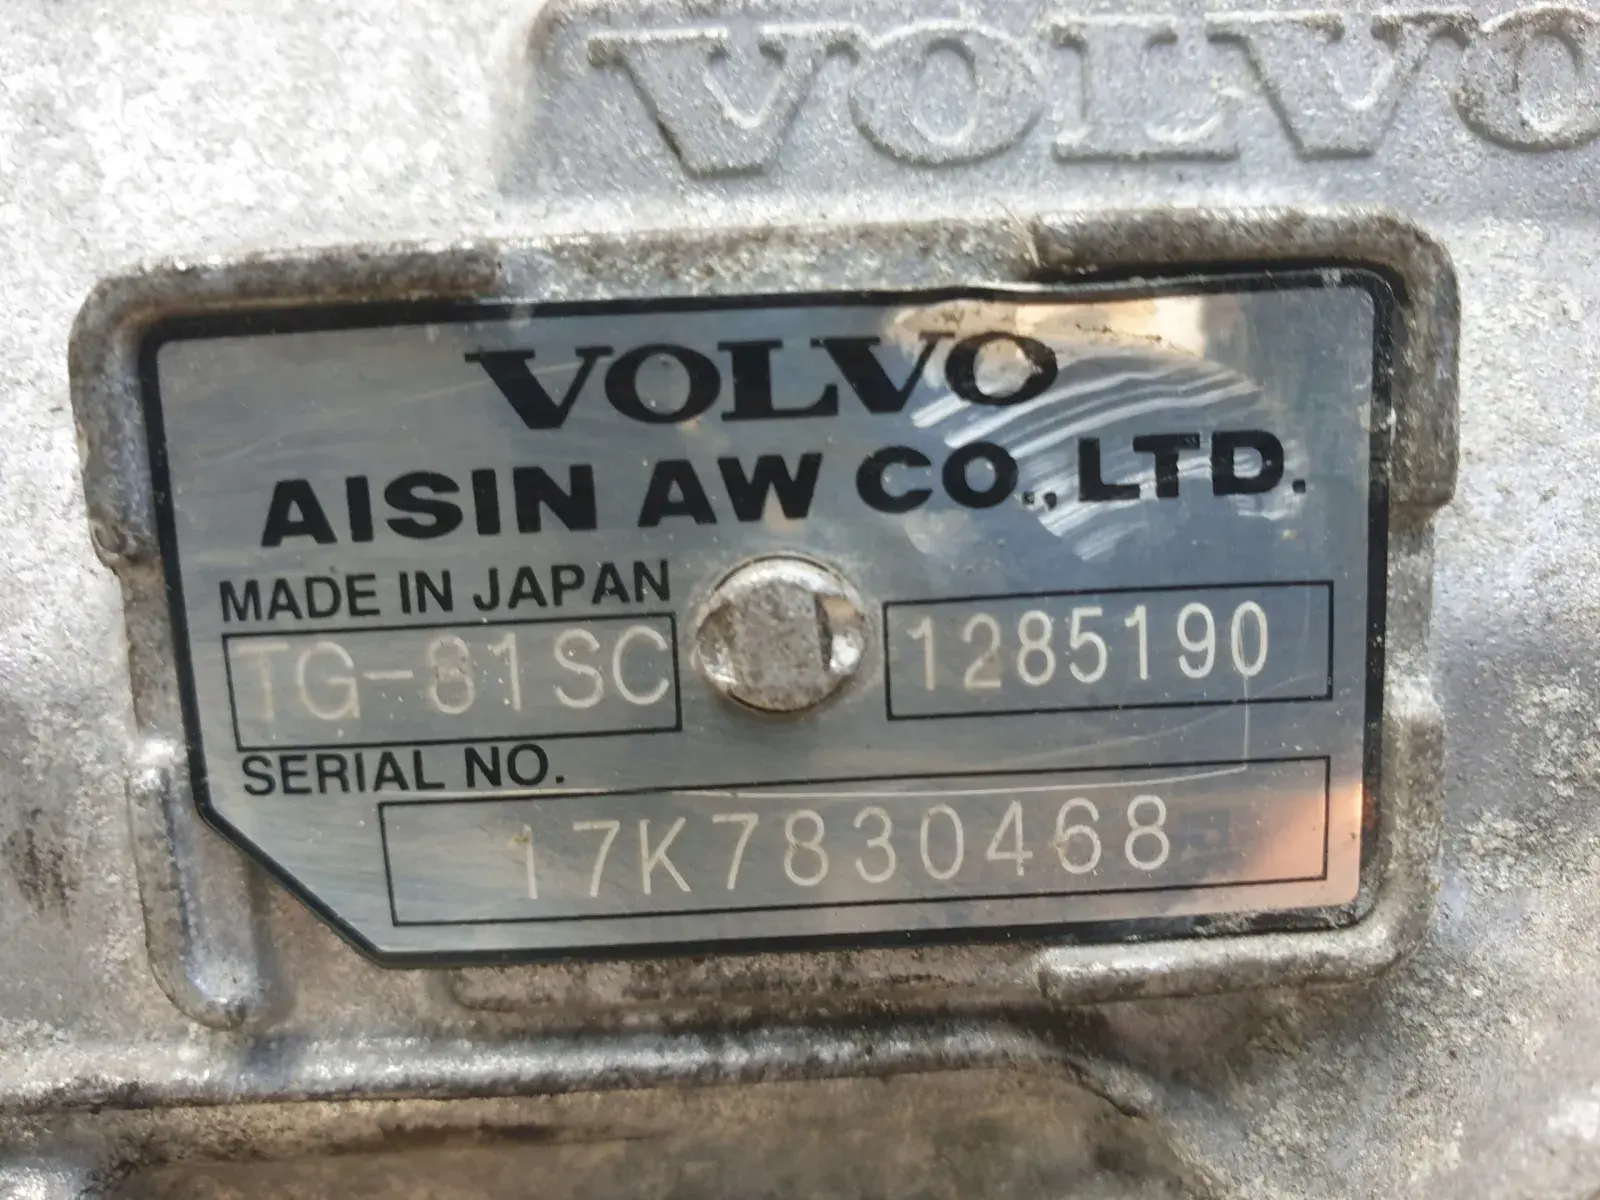 VOLVO
VOLVO
AISIN AW CO., LTD.
MADE IN JAPAN
TG-81SC 1285190
SERIAL NO.
17K7830468